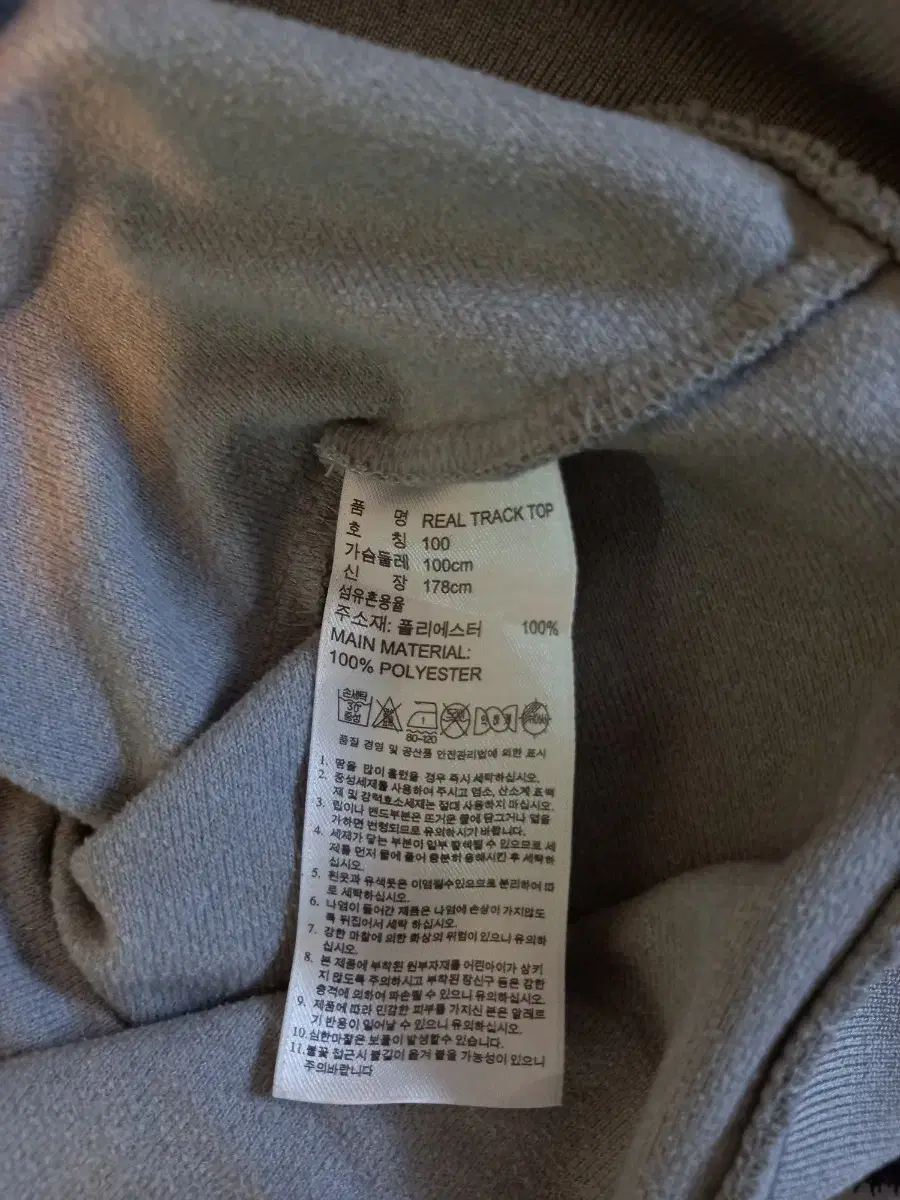 품 명 REAL TRACK TOP
호 칭 100
가슴둘레 100cm
신 장 178cm
섬유혼용율
주소재: 폴리에스터 100%
MAIN MATERIAL:
100% POLYESTER
손세탁
30°
중성
80~120
품질 경영 및 공산품 안전관리법에 의한 표시
1. 땀을 많이 흘렸을 경우 즉시 세탁하십시오.
2. 중성세제를 사용하여 주시고 염소, 산소계 표백
제 및 강력효소세제는 절대 사용하지 마십시오.
3. 립이나 밴드부분은 뜨거운 물에 담그거나 열을
가하면 변형되므로 유의하시기 바랍니다.
4. 세제가 닿는 부분이 일부 탈색될 수 있으므로 세
제를 먼저 물에 풀어 충분히 용해시킨 후 세탁하
십시오.
5. 흰옷과 유색옷은 이염될수있으므로 분리하여 따
로 세탁하십시오.
6. 나염이 들어간 제품은 나염에 손상이 가지않도
록 뒤집어서 세탁 하십시오.
7. 강한 마찰에 의한 화상의 위험이 있으니 유의하
십시오.
8. 본 제품에 부착된 원부자재를 어린아이가 삼키
지 않도록 주의하시고 부착된 장신구 등은 강한
충격에 의하여 파손될 수 있으니 유의하십시오.
9. 제품에 따라 민감한 피부를 가지신 분은 알레르
기 반응이 일어날 수 있으니 유의하십시오.
10. 심한마찰은 보풀이 발생할수 있습니다.
11. 불꽃 접근시 불길이 옮겨 붙을 가능성이 있으니
주의바랍니다